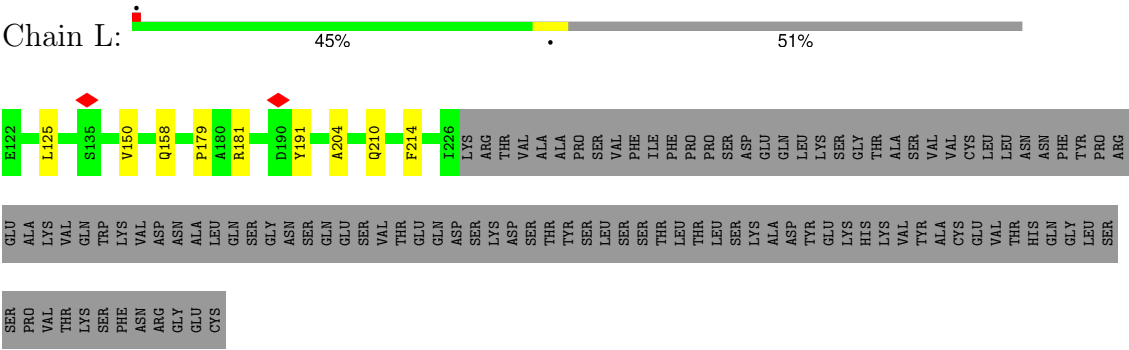 Chain L:
45%
•
51%
E122 L125 S135 V150 Q158 P179 A180 R181 D190 Y191 A204 Q210 F214 I226 LYS ARG THR VAL ALA ALA PRO SER VAL PHE ILE PHE PRO PRO SER ASP GLU GLN LEU LYS SER GLY THR ALA SER VAL VAL CYS LEU LEU ASN ASN PHE TYR PRO ARG
GLU ALA LYS VAL GLN TRP LYS VAL ASP ASN ALA LEU GLN SER GLY ASN SER GLN GLU SER VAL THR GLU GLN ASP SER LYS ASP SER THR TYR SER LEU SER SER THR LEU THR LEU SER LYS ALA ASP TYR GLU LYS HIS LYS VAL TYR ALA CYS GLU VAL THR HIS GLN GLY LEU SER
SER PRO VAL THR LYS SER PHE ASN ARG GLY GLU CYS